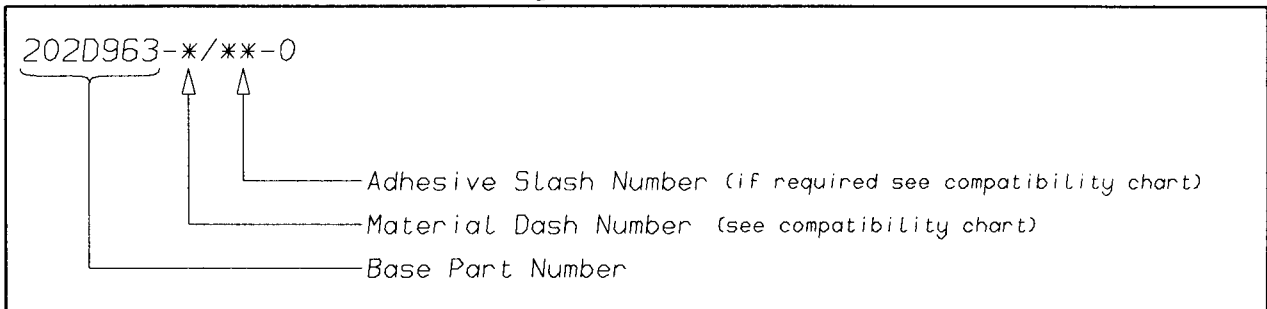 202D963-*/**-0
Adhesive Slash Number (if required see compatibility chart)
Material Dash Number (see compatibility chart)
Base Part Number